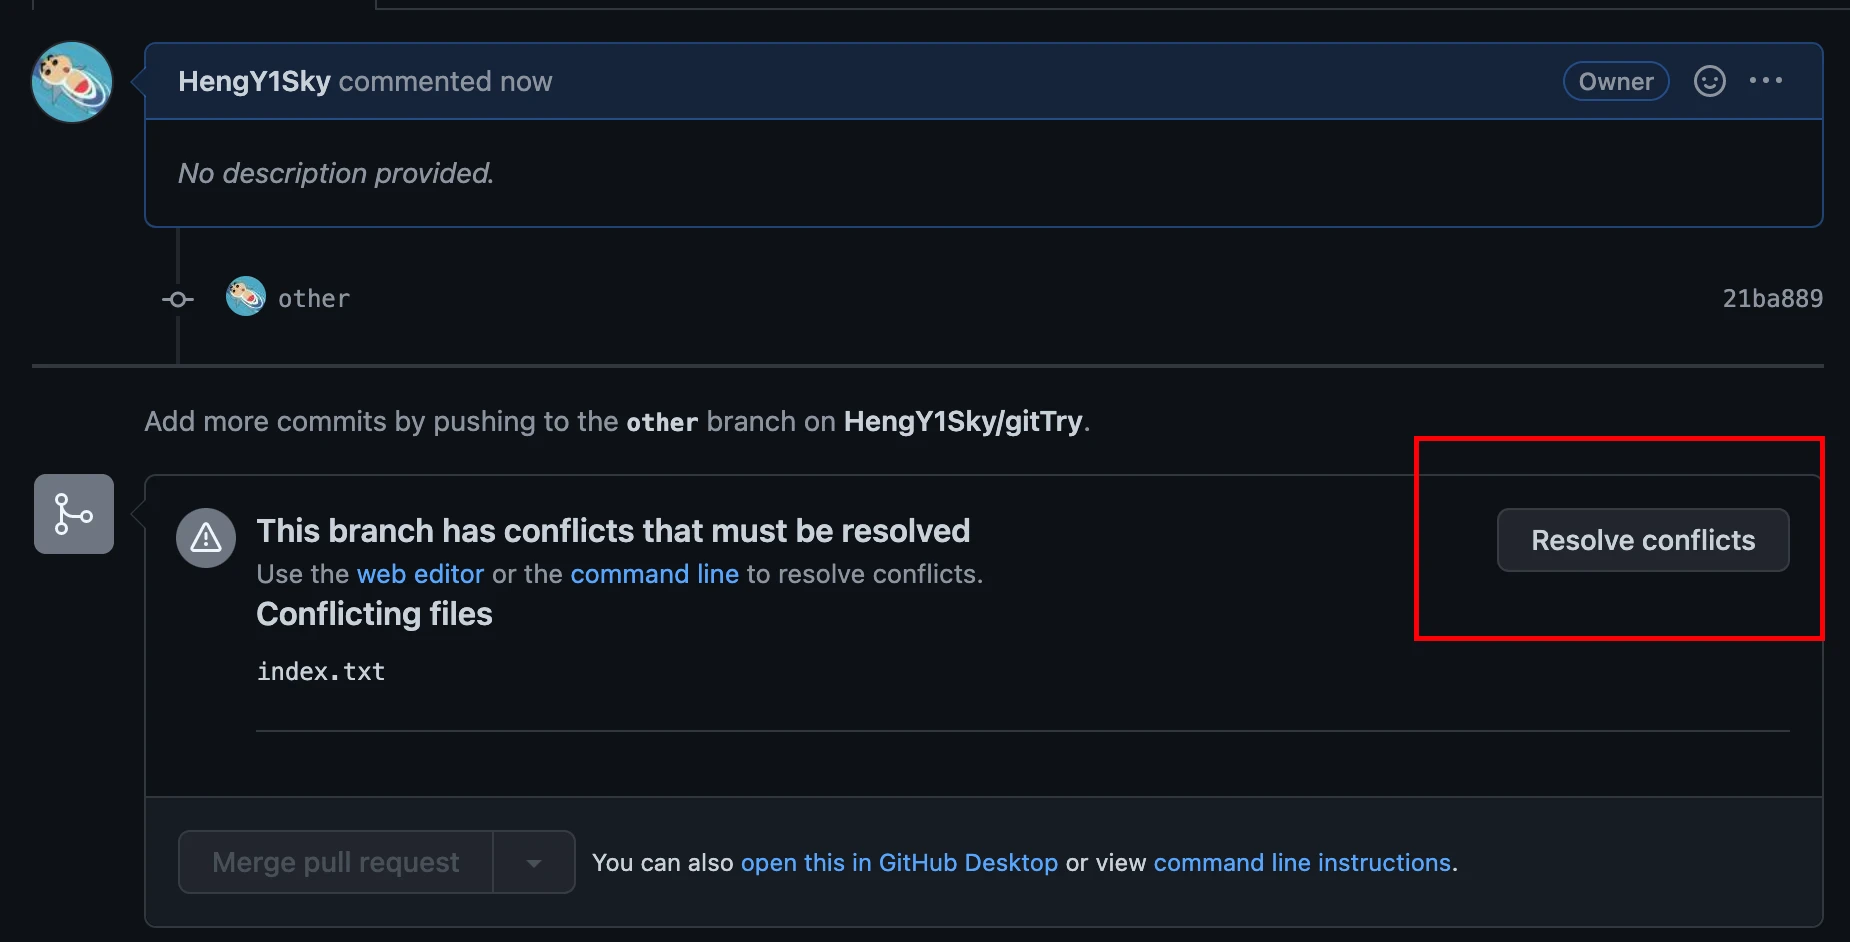 HengY1Sky commented now
Owner
No description provided.
other
21ba889
Add more commits by pushing to the other branch on HengY1Sky/gitTry.
This branch has conflicts that must be resolved
Resolve conflicts
Use the web editor or the command line to resolve conflicts.
Conflicting files
index.txt
Merge pull request
You can also open this in GitHub Desktop or view command line instructions.